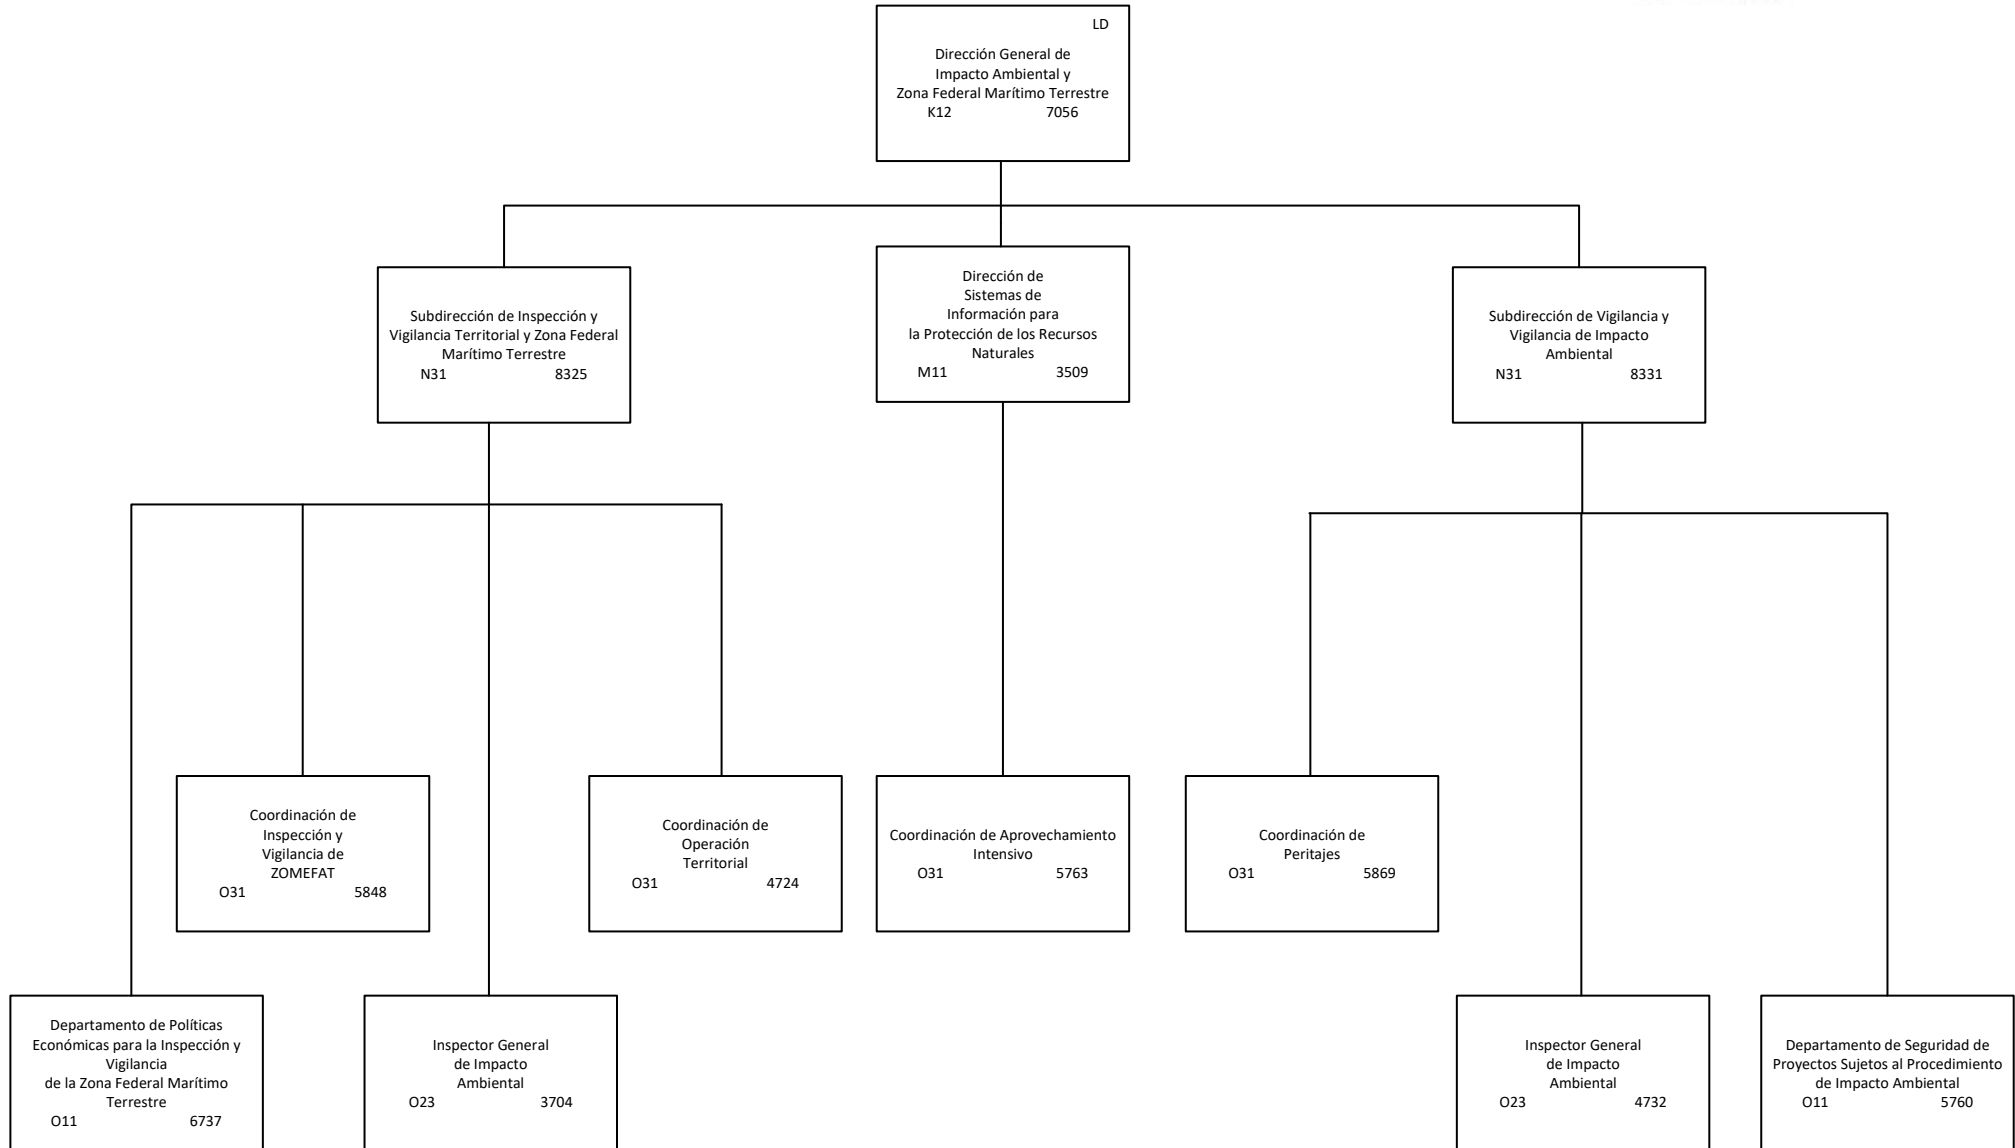 LD
Dirección General de
Impacto Ambiental y
Zona Federal Marítimo Terrestre
K12 7056
Subdirección de Inspección y
Vigilancia Territorial y Zona Federal
Marítimo Terrestre
N31 8325
Dirección de
Sistemas de
Información para
la Protección de los Recursos
Naturales
M11 3509
Subdirección de Vigilancia y
Vigilancia de Impacto
Ambiental
N31 8331
Coordinación de
Inspección y
Vigilancia de
ZOMEFAT
O31 5848
Coordinación de
Operación
Territorial
O31 4724
Coordinación de Aprovechamiento
Intensivo
O31 5763
Coordinación de
Peritajes
O31 5869
Departamento de Políticas
Económicas para la Inspección y
Vigilancia
de la Zona Federal Marítimo
Terrestre
O11 6737
Inspector General
de Impacto
Ambiental
O23 3704
Inspector General
de Impacto
Ambiental
O23 4732
Departamento de Seguridad de
Proyectos Sujetos al Procedimiento
de Impacto Ambiental
O11 5760